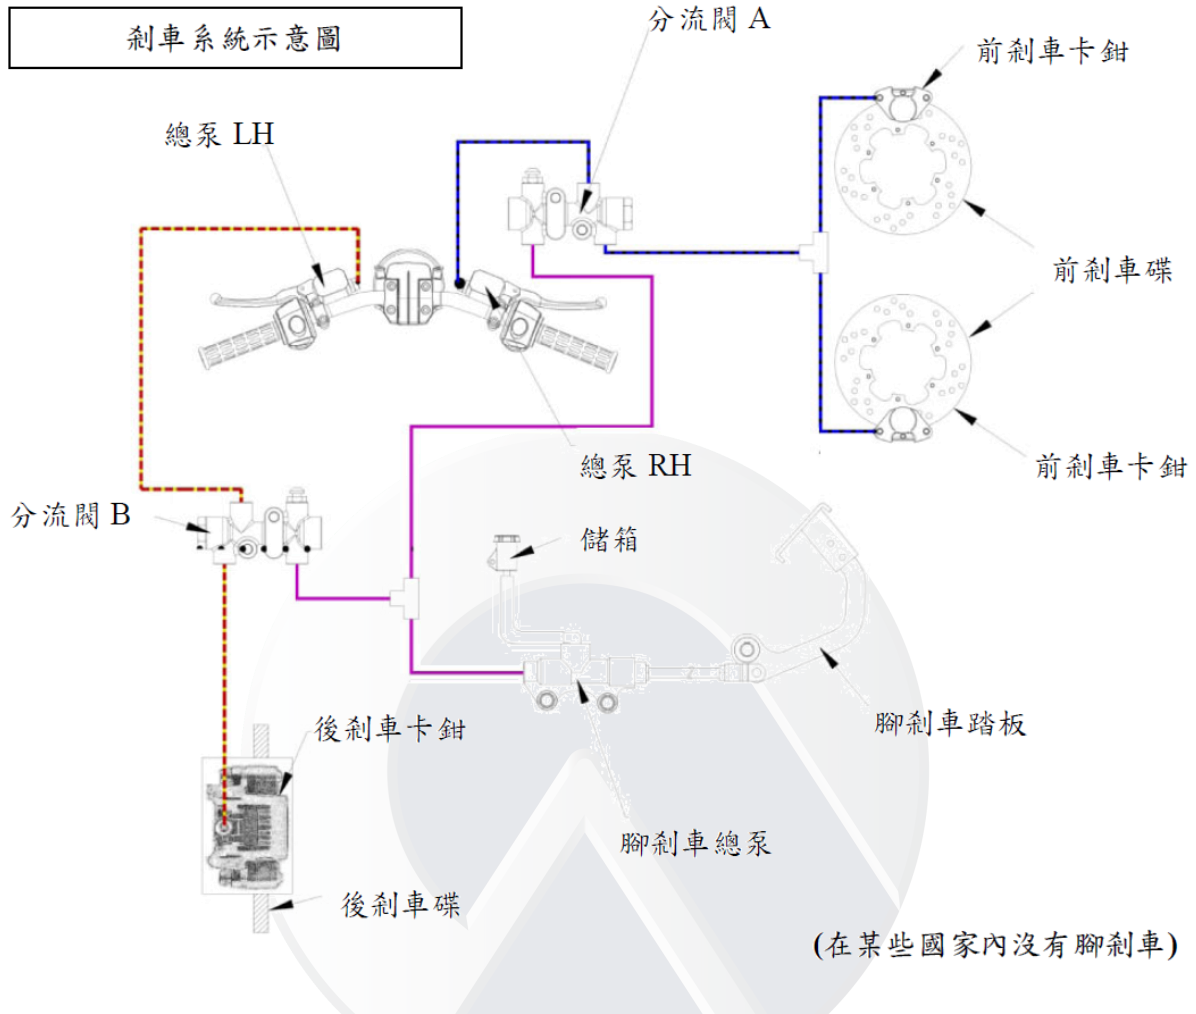 剎車系統示意圖
分流閥 A
前剎車卡鉗
總泵 LH
前剎車碟
總泵 RH
前剎車卡鉗
分流閥 B
儲箱
後剎車卡鉗
腳剎車踏板
腳剎車總泵
後剎車碟
(在某些國家內沒有腳剎車)